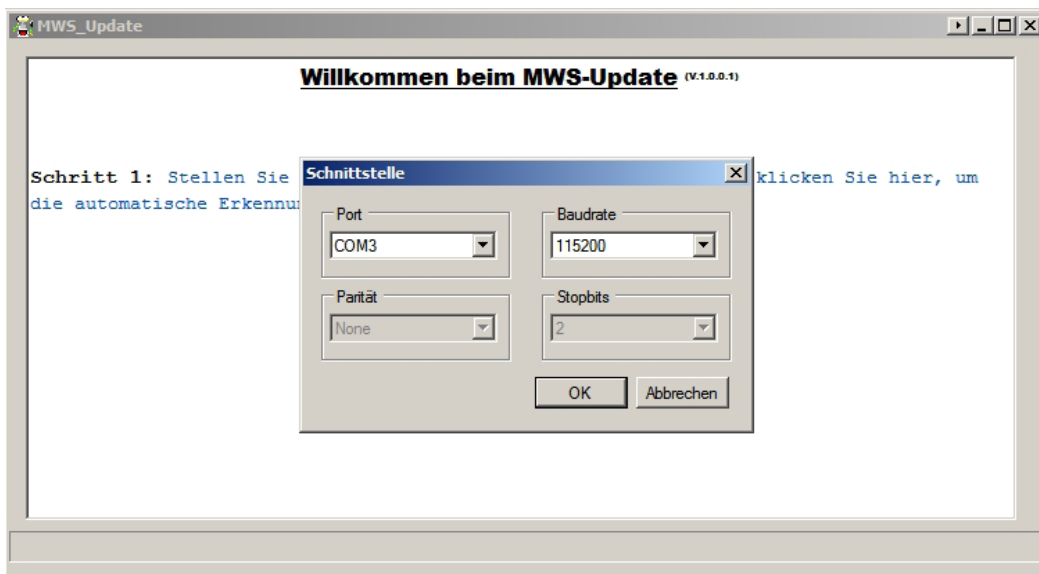 MWS_Update
Willkommen beim MWS-Update (V.1.0.0.1)
Schritt 1: Stellen Sie klicken Sie hier, um
die automatische
Schnittstelle
Port
COM3
Baudrate
115200
Parität
None
Stopbits
2
OK
Abbrechen